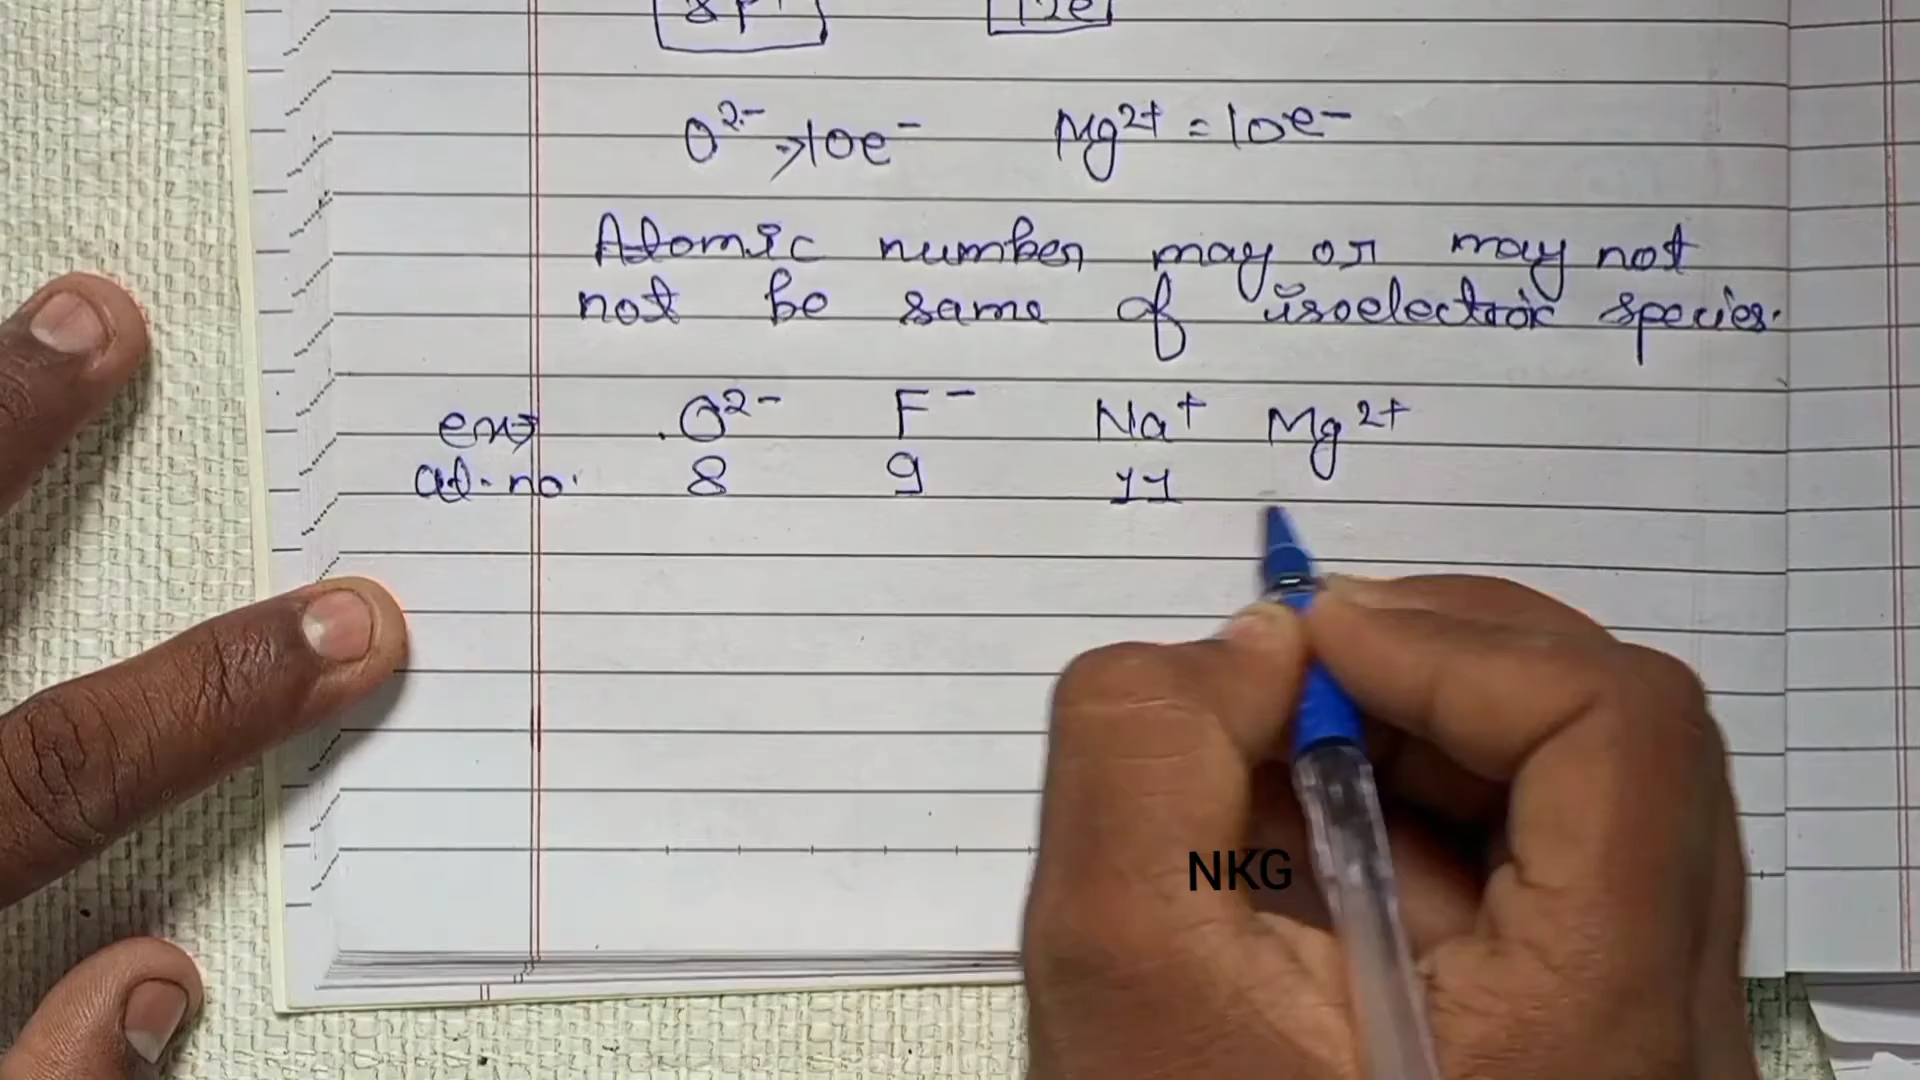 O²⁻ → 10e⁻ Mg²⁺ = 10e⁻
Atomic number may or may not
not be same of isoelectroic species.
ex→ O²⁻ F⁻ Na⁺ Mg²⁺
at. no. 8 9 11
NKG